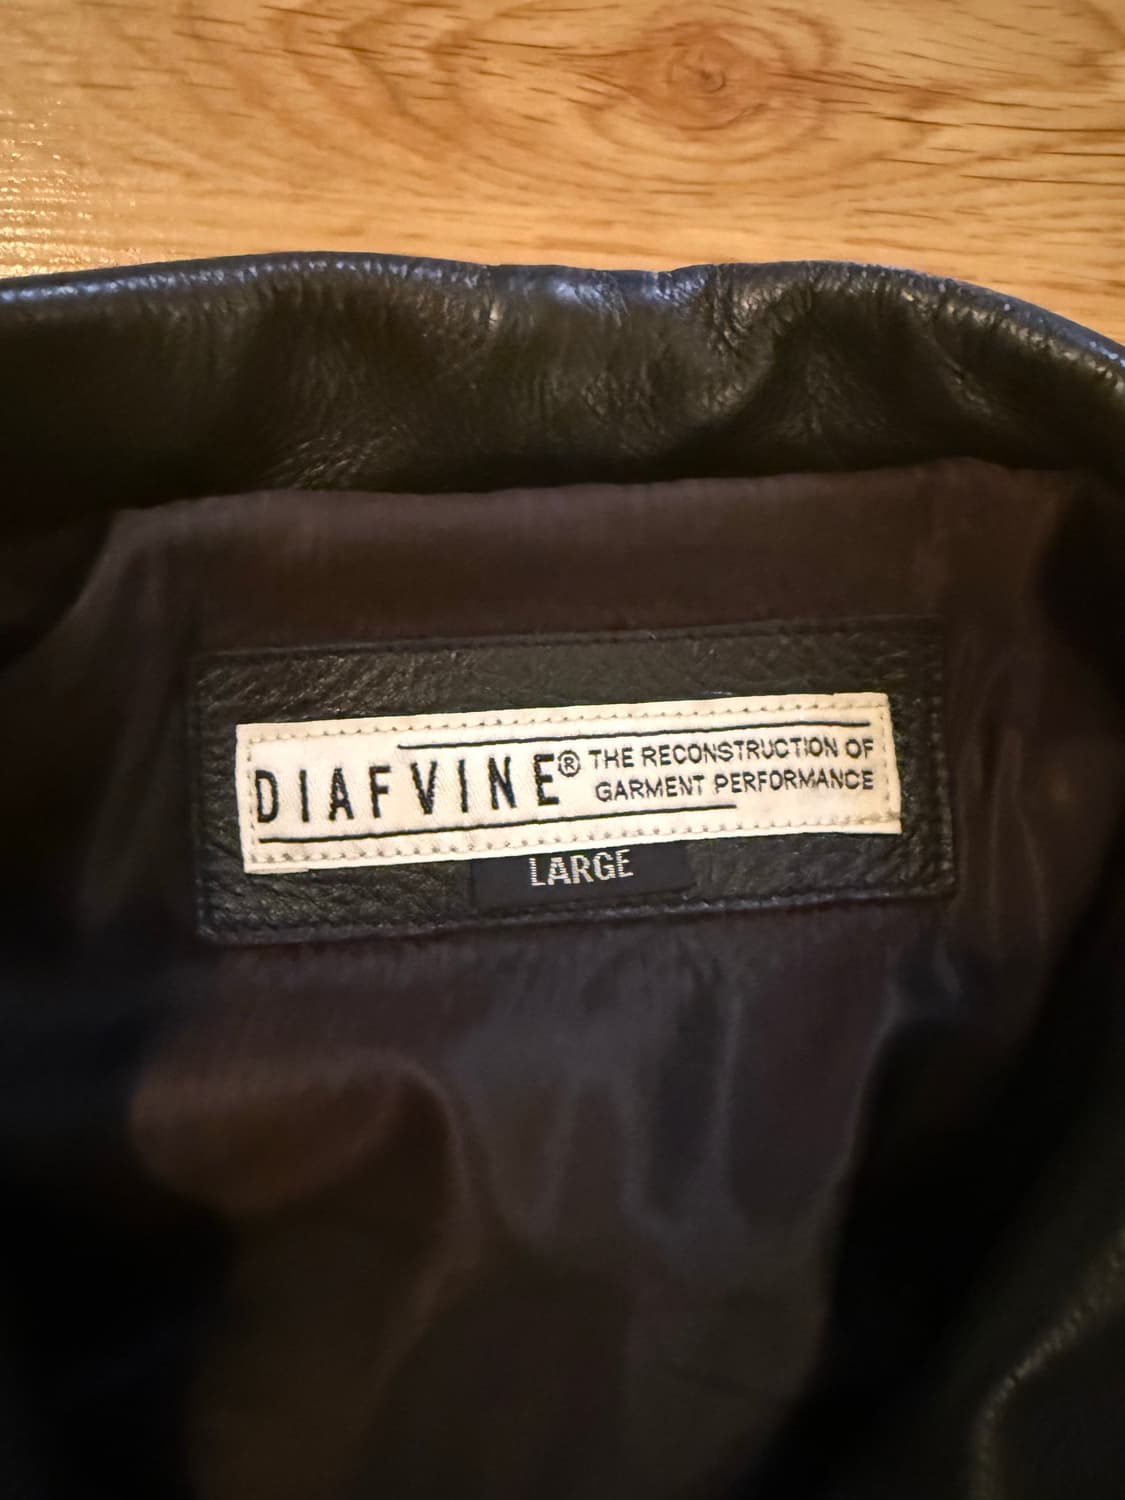 DIAFVINE® THE RECONSTRUCTION OF
GARMENT PERFORMANCE
LARGE